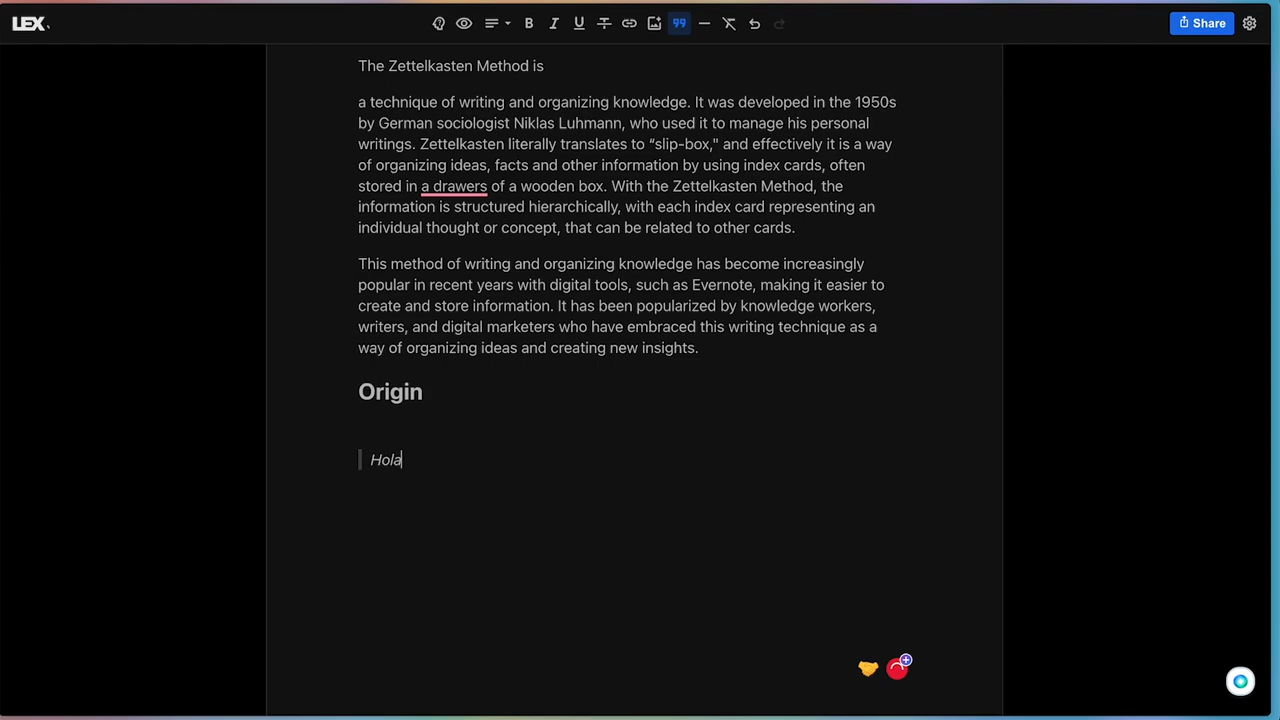 LEX.
B I U S 99 Share
The Zettelkasten Method is
a technique of writing and organizing knowledge. It was developed in the 1950s
by German sociologist Niklas Luhmann, who used it to manage his personal
writings. Zettelkasten literally translates to “slip-box," and effectively it is a way
of organizing ideas, facts and other information by using index cards, often
stored in a drawers of a wooden box. With the Zettelkasten Method, the
information is structured hierarchically, with each index card representing an
individual thought or concept, that can be related to other cards.
This method of writing and organizing knowledge has become increasingly
popular in recent years with digital tools, such as Evernote, making it easier to
create and store information. It has been popularized by knowledge workers,
writers, and digital marketers who have embraced this writing technique as a
way of organizing ideas and creating new insights.
Origin
Hola